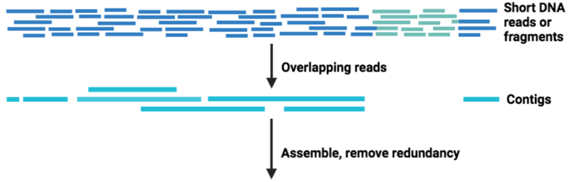 Short DNA
reads or
fragments
Overlapping reads
Contigs
Assemble, remove redundancy